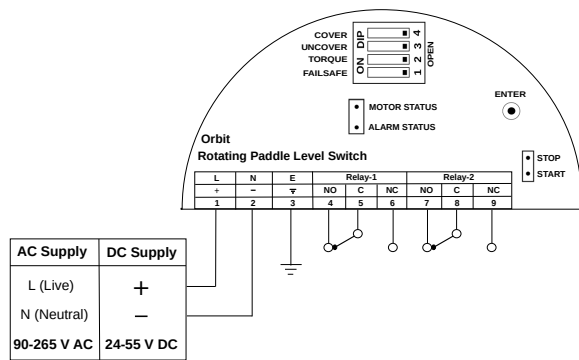 COVER
UNCOVER
TORQUE
FAILSAFE
ON DIP
1 2 3 4
OPEN
ENTER
MOTOR STATUS
ALARM STATUS
Orbit
Rotating Paddle Level Switch
STOP
START
L N E Relay-1 Relay-2
+ − NO C NC NO C NC
1 2 3 4 5 6 7 8 9
AC Supply DC Supply
L (Live) +
N (Neutral) −
90-265 V AC 24-55 V DC